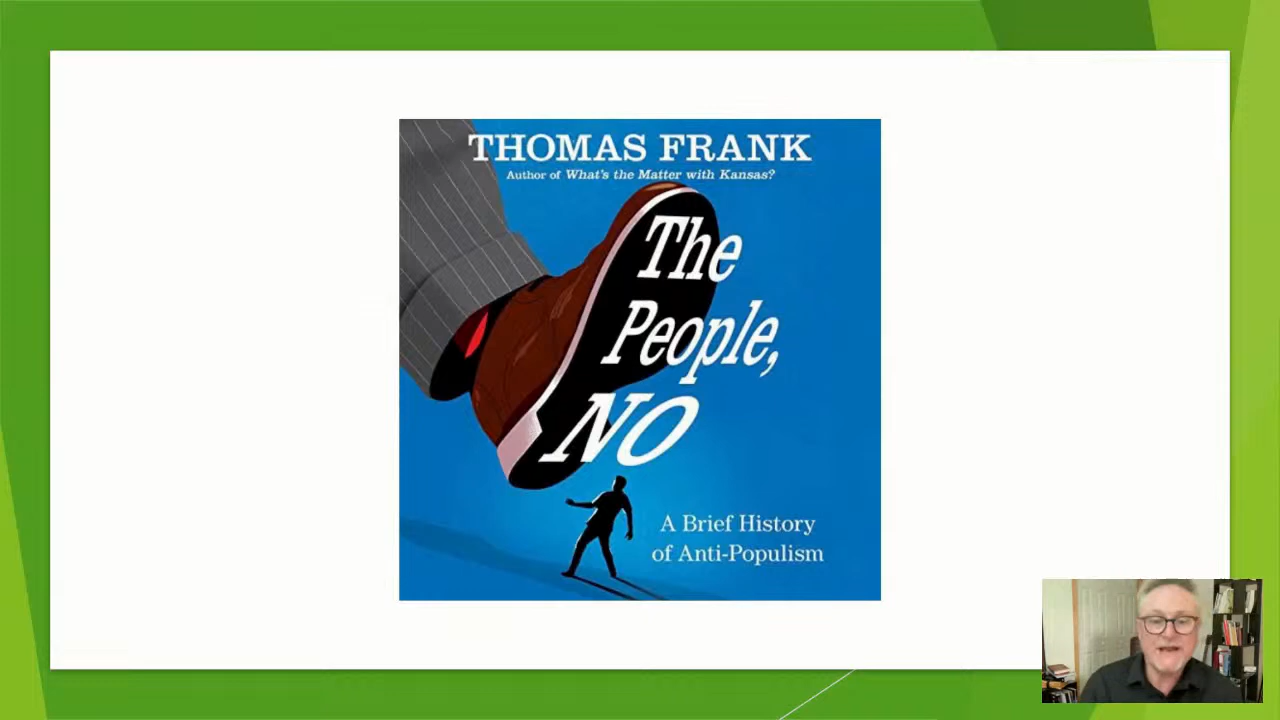 THOMAS FRANK
Author of What's the Matter with Kansas?
The
People,
NO
A Brief History
of Anti-Populism